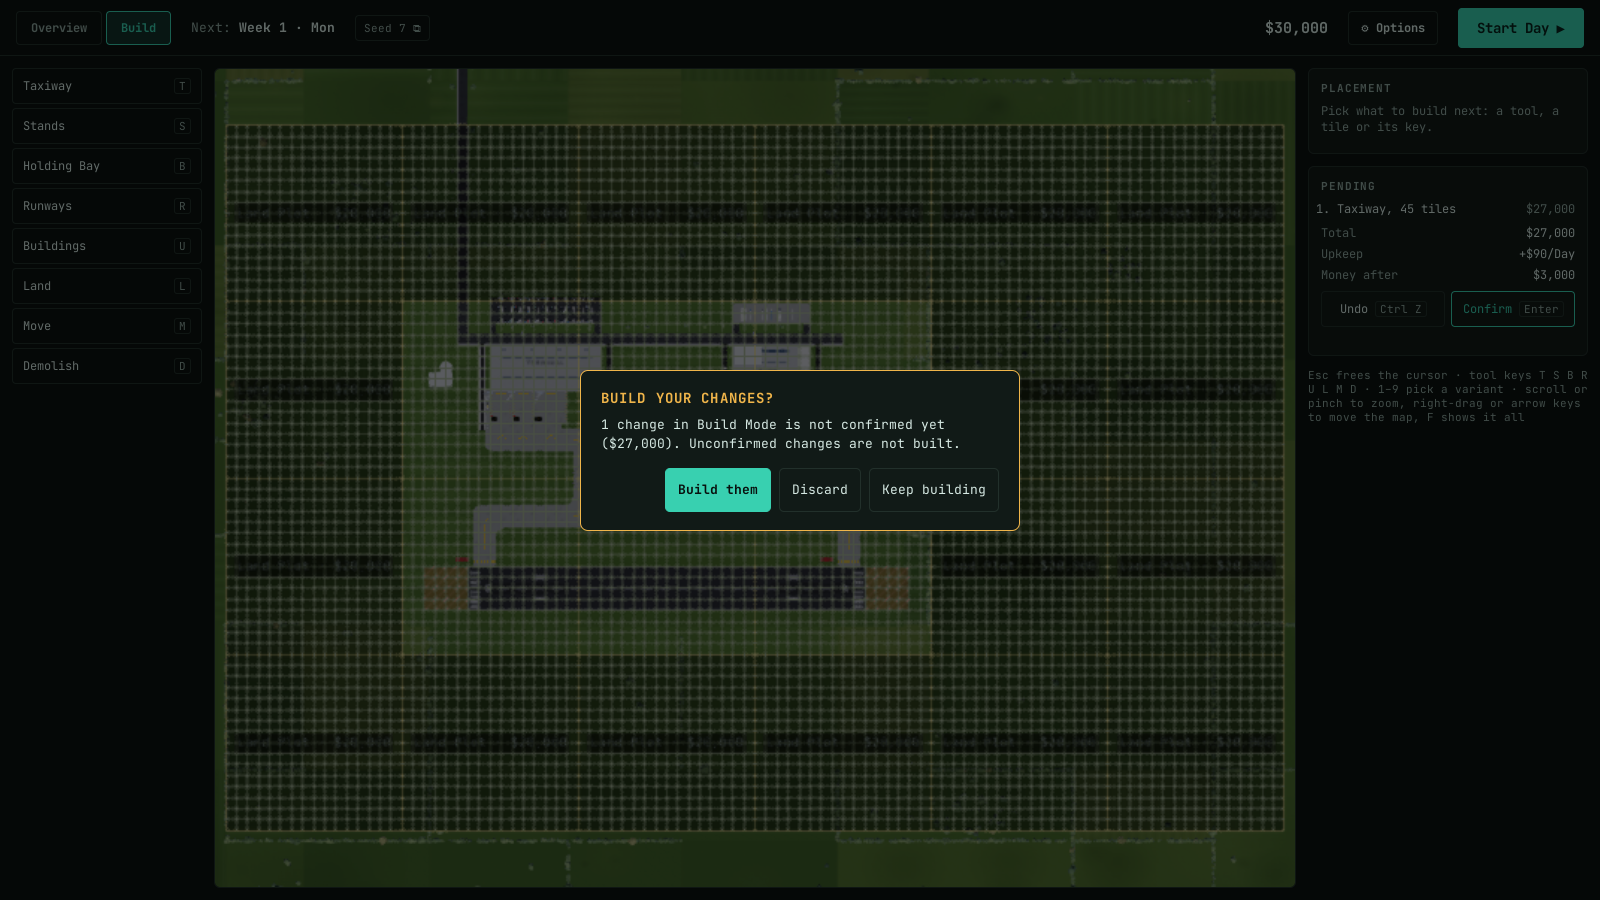 Overview
Build
Next: Week 1 · Mon
Seed 7
$30,000
Options
Start Day ▶
Taxiway T
Stands S
Holding Bay B
Runways R
Buildings U
Land L
Move M
Demolish D
BUILD YOUR CHANGES?
1 change in Build Mode is not confirmed yet
($27,000). Unconfirmed changes are not built.
Build them
Discard
Keep building
PLACEMENT
Pick what to build next: a tool, a
tile or its key.
PENDING
1. Taxiway, 45 tiles $27,000
Total $27,000
Upkeep +$90/Day
Money after $3,000
Undo Ctrl Z
Confirm Enter
Esc frees the cursor · tool keys T S B R
U L M D · 1–9 pick a variant · scroll or
pinch to zoom, right-drag or arrow keys
to move the map, F shows it all